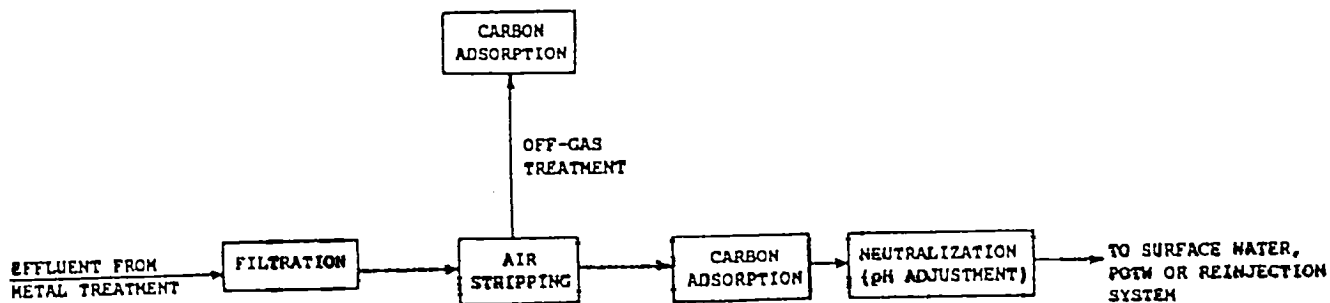 CARBON
ADSORPTION
OFF-GAS
TREATMENT
EFFLUENT FROM
METAL TREATMENT
FILTRATION
AIR
STRIPPING
CARBON
ADSORPTION
NEUTRALIZATION
(pH ADJUSTMENT)
TO SURFACE WATER,
POTW OR REINJECTION
SYSTEM